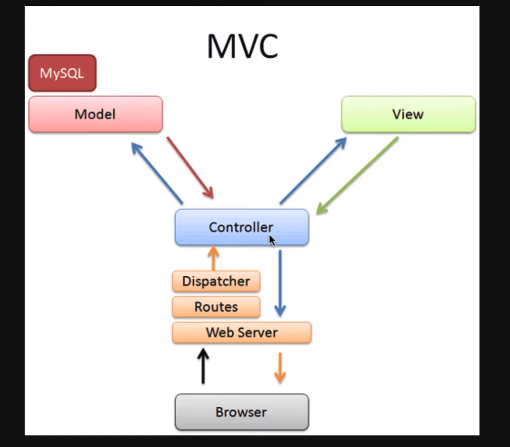 MVC
MySQL
Model
View
Controller
Dispatcher
Routes
Web Server
Browser